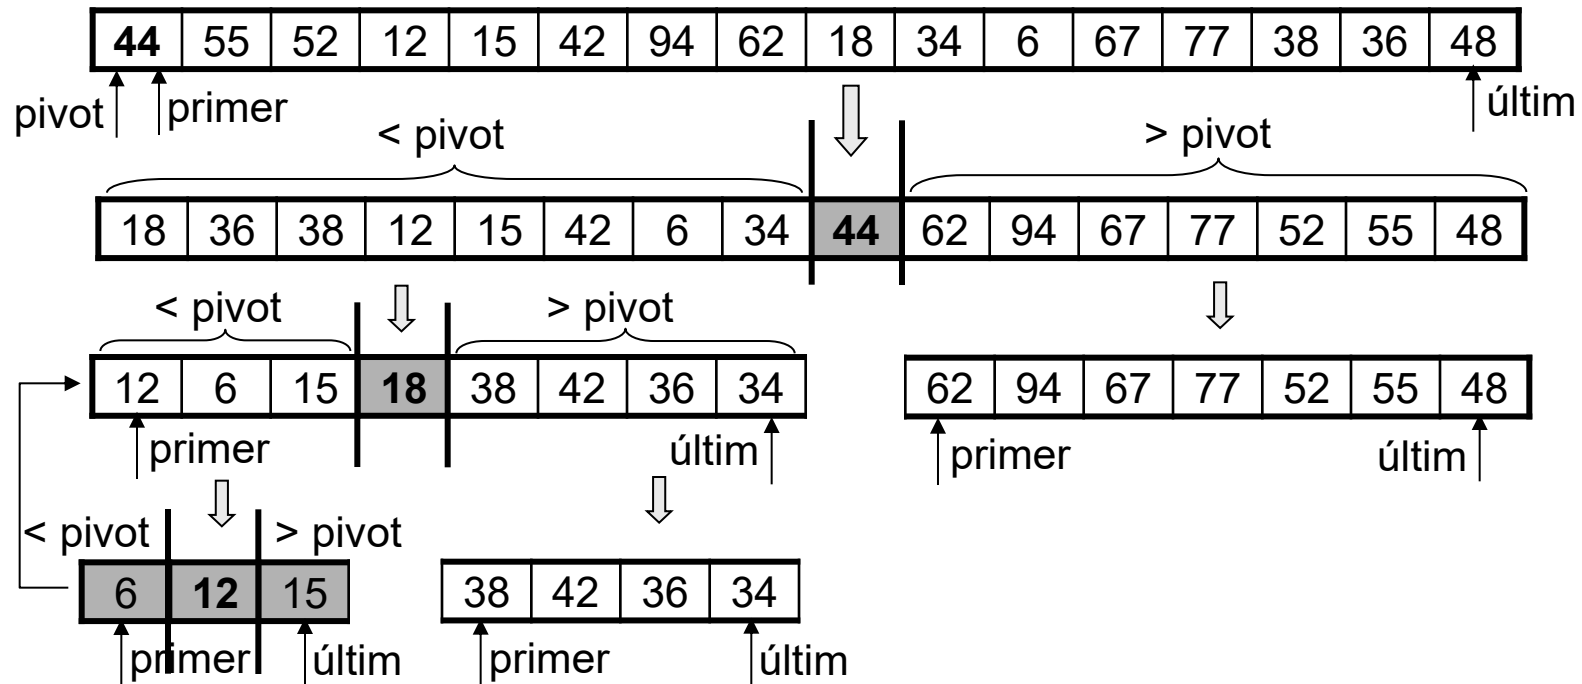 44 55 52 12 15 42 94 62 18 34 6 67 77 38 36 48
pivot primer últim
< pivot > pivot
18 36 38 12 15 42 6 34 44 62 94 67 77 52 55 48
< pivot > pivot
12 6 15 18 38 42 36 34 62 94 67 77 52 55 48
primer últim primer últim
< pivot > pivot
6 12 15 38 42 36 34
primer últim primer últim